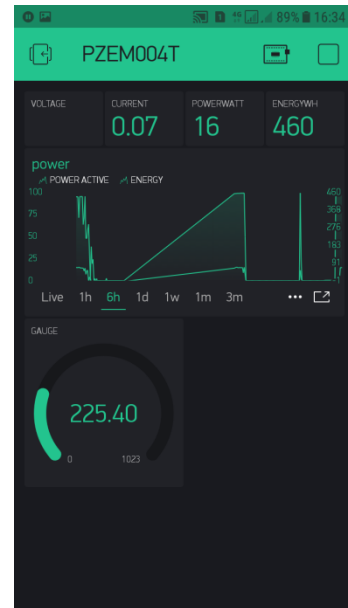 4G 89% 16:34
PZEM004T
VOLTAGE CURRENT POWERWATT ENERGYWH
0.07 16 460
power
POWER ACTIVE ENERGY
100 460
368
75 276
50 183
25 91
0 -1
Live 1h 6h 1d 1w 1m 3m
GAUGE
225.40
0 1023